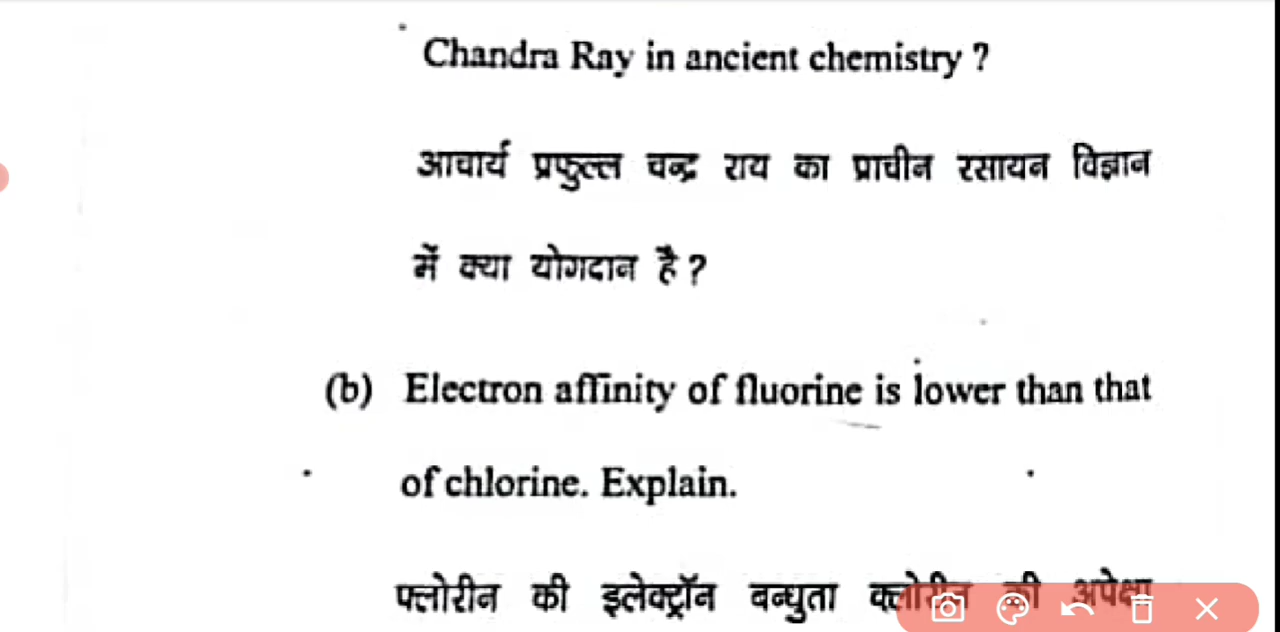 Chandra Ray in ancient chemistry ?
आचार्य प्रफुल्ल चन्द्र राय का प्राचीन रसायन विज्ञान
में क्या योगदान है ?
(b) Electron affinity of fluorine is lower than that
of chlorine. Explain.
फ्लोरीन की इलेक्ट्रॉन बन्धुता क्लोरीन की अपेक्षा